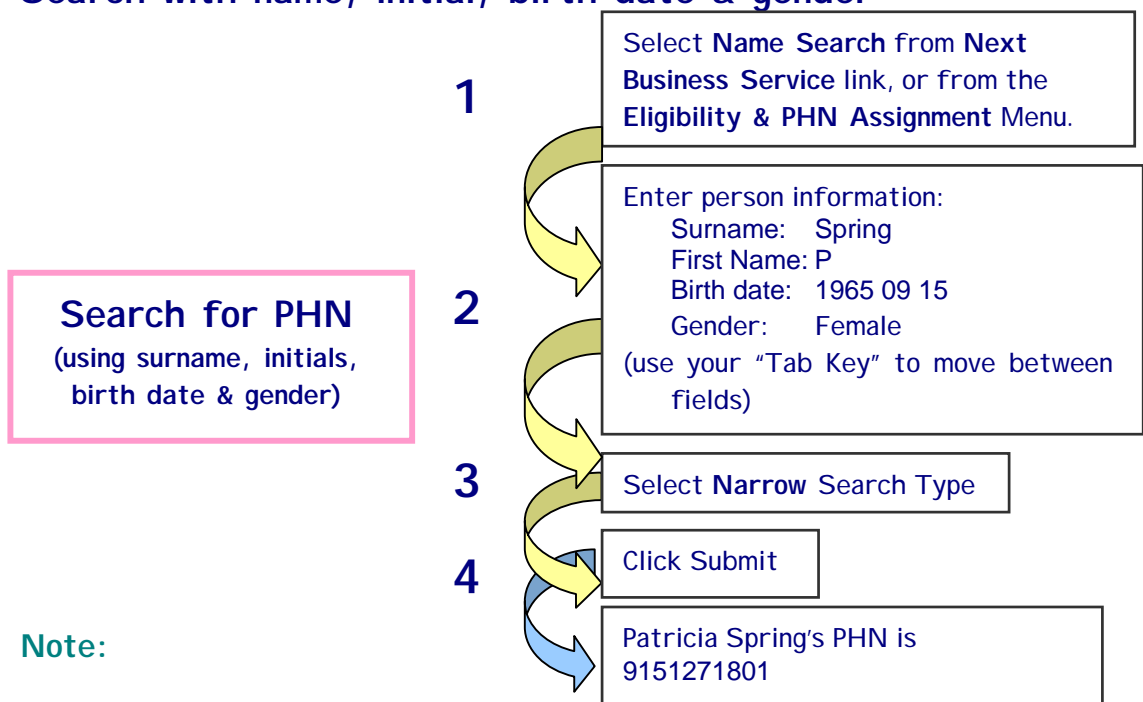 Search with name, initial, birth date & gender
1
Select Name Search from Next
Business Service link, or from the
Eligibility & PHN Assignment Menu.
Search for PHN
(using surname, initials,
birth date & gender)
2
Enter person information:
Surname: Spring
First Name: P
Birth date: 1965 09 15
Gender: Female
(use your “Tab Key” to move between
fields)
3
Select Narrow Search Type
4
Click Submit
Note:
Patricia Spring’s PHN is
9151271801